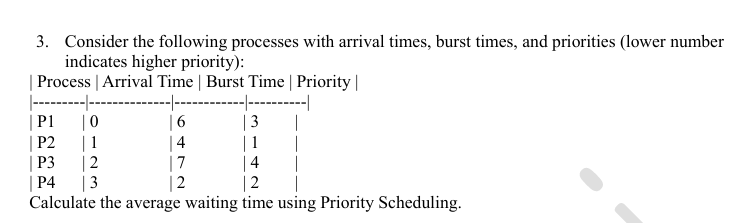 3. Consider the following processes with arrival times, burst times, and priorities (lower number
indicates higher priority):
| Process | Arrival Time | Burst Time | Priority |
|---------|--------------|------------|----------|
| P1 | 0 | 6 | 3 |
| P2 | 1 | 4 | 1 |
| P3 | 2 | 7 | 4 |
| P4 | 3 | 2 | 2 |
Calculate the average waiting time using Priority Scheduling.